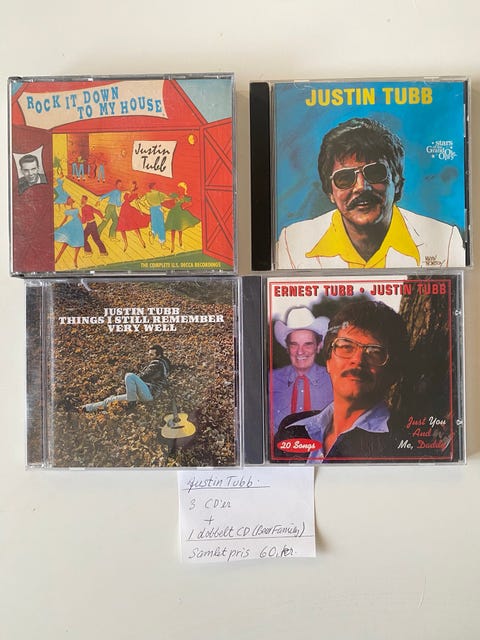 ROCK IT DOWN
TO MY HOUSE
Justin
Tubb
THE COMPLETE U.S. DECCA RECORDINGS
JUSTIN TUBB
stars
of the
Grand Ole
Opry
JUSTIN TUBB
THINGS I STILL REMEMBER
VERY WELL
ERNEST TUBB • JUSTIN TUBB
Just You
And
Me, Daddy
20 Songs
Justin Tubb.
3 CD'er
+
1 dobbelt CD (Bear Family)
Samlet pris 60,kr.